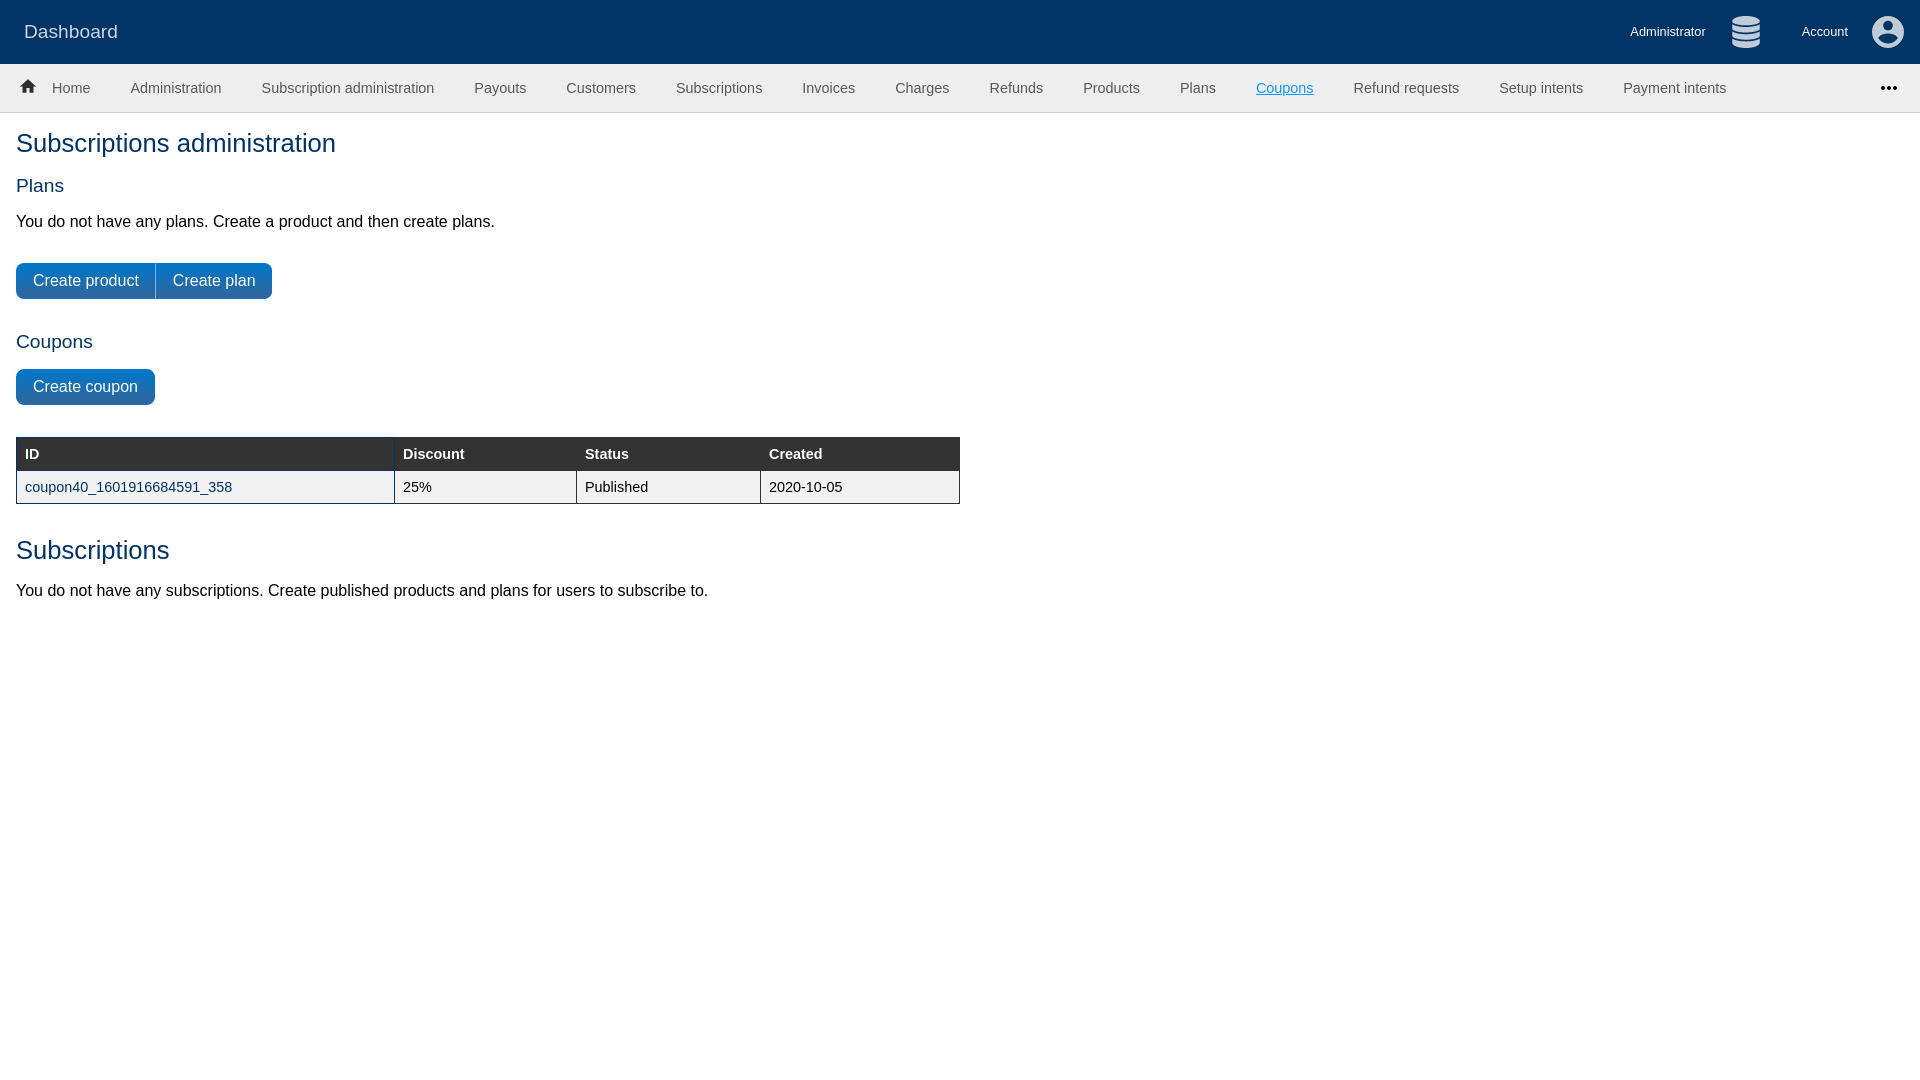 Dashboard Administrator Account
Home Administration Subscription administration Payouts Customers Subscriptions Invoices Charges Refunds Products Plans Coupons Refund requests Setup intents Payment intents
Subscriptions administration
Plans
You do not have any plans. Create a product and then create plans.
Create product Create plan
Coupons
Create coupon
ID Discount Status Created
coupon40_1601916684591_358 25% Published 2020-10-05
Subscriptions
You do not have any subscriptions. Create published products and plans for users to subscribe to.